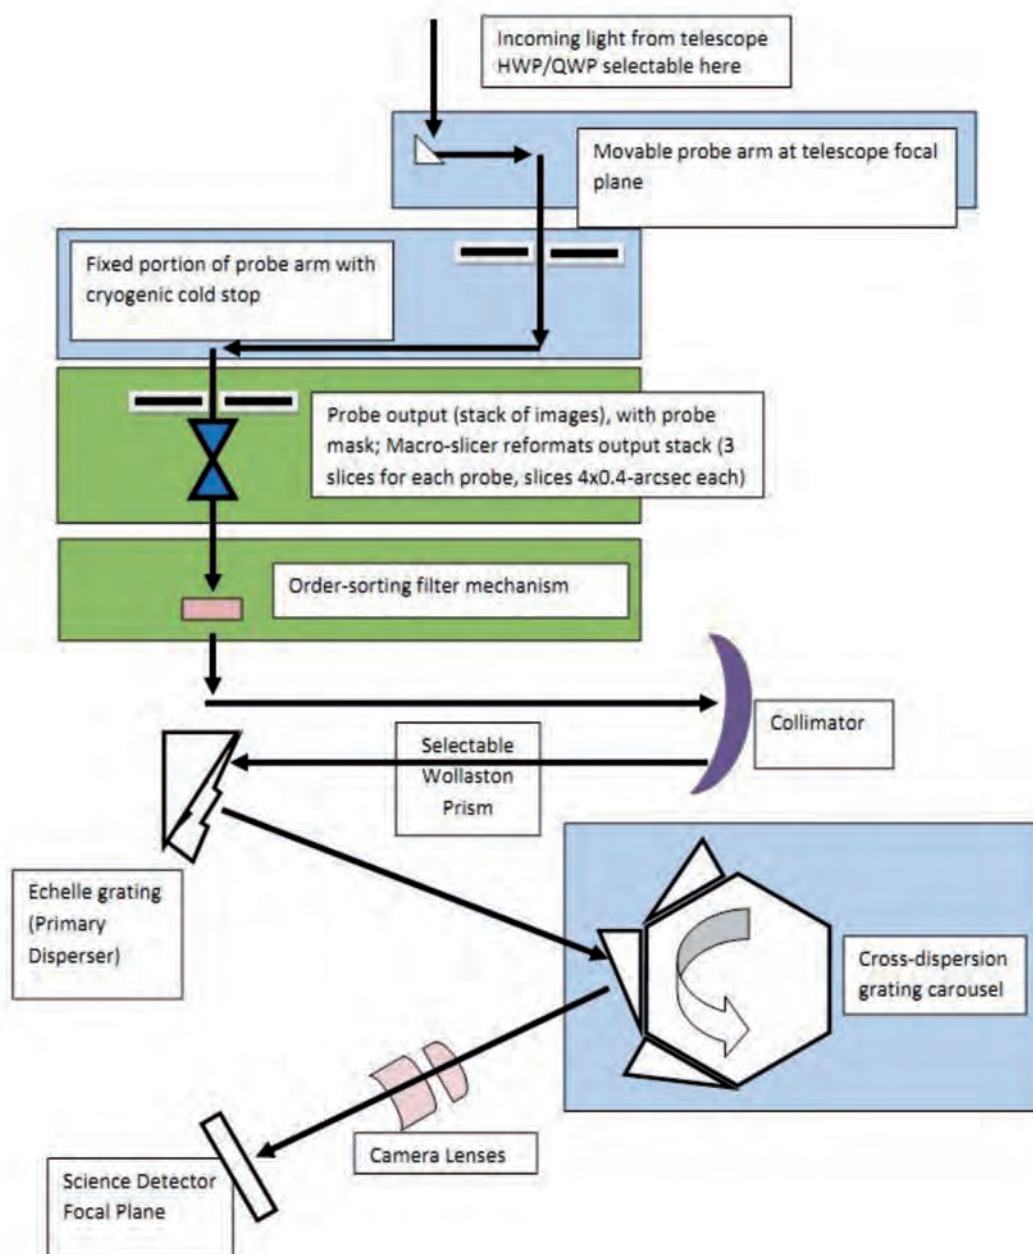 Incoming light from telescope
HWP/QWP selectable here
Movable probe arm at telescope focal
plane
Fixed portion of probe arm with
cryogenic cold stop
Probe output (stack of images), with probe
mask; Macro-slicer reformats output stack (3
slices for each probe, slices 4x0.4-arcsec each)
Order-sorting filter mechanism
Collimator
Selectable
Wollaston
Prism
Echelle grating
(Primary
Disperser)
Cross-dispersion
grating carousel
Camera Lenses
Science Detector
Focal Plane